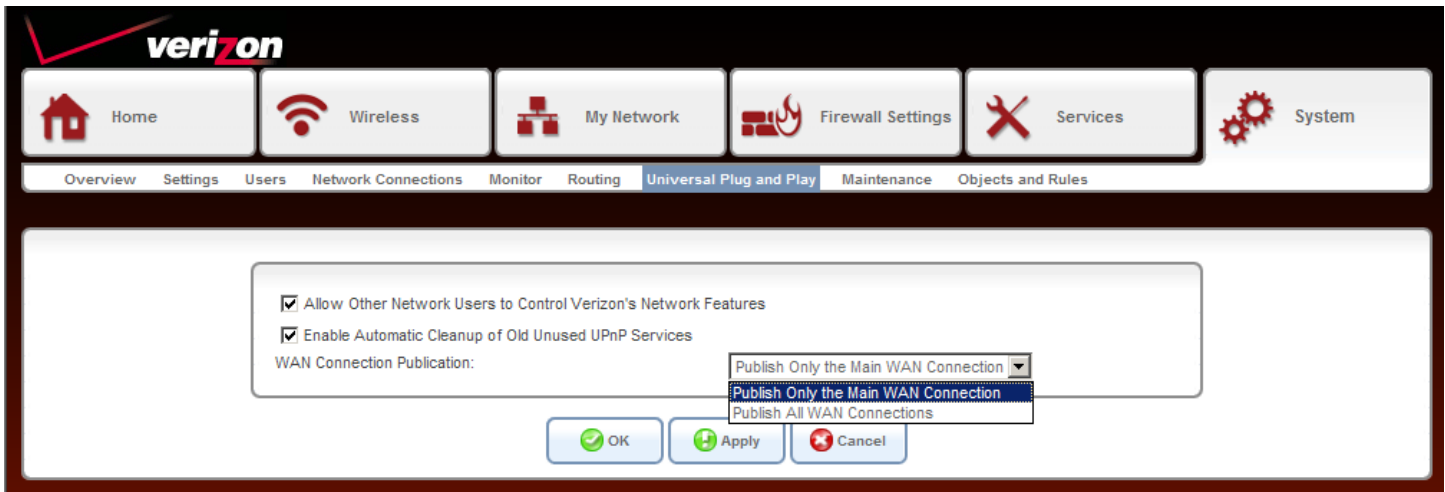 verizon
Home Wireless My Network Firewall Settings Services System
Overview Settings Users Network Connections Monitor Routing Universal Plug and Play Maintenance Objects and Rules
Allow Other Network Users to Control Verizon's Network Features
Enable Automatic Cleanup of Old Unused UPnP Services
WAN Connection Publication: Publish Only the Main WAN Connection
Publish Only the Main WAN Connection
Publish All WAN Connections
OK Apply Cancel